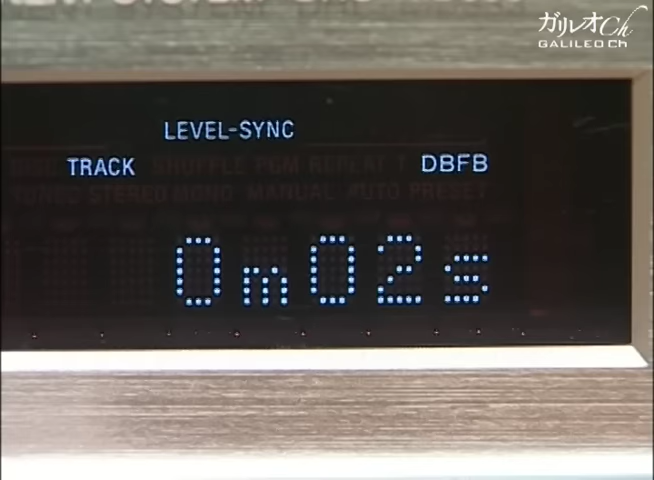 ガリレオCh
GALILEO CH
LEVEL-SYNC
TRACK DBFB
SHUFFLE PGM REPEAT 1
STEREO MONO MANUAL AUTO PRESET
0m02s